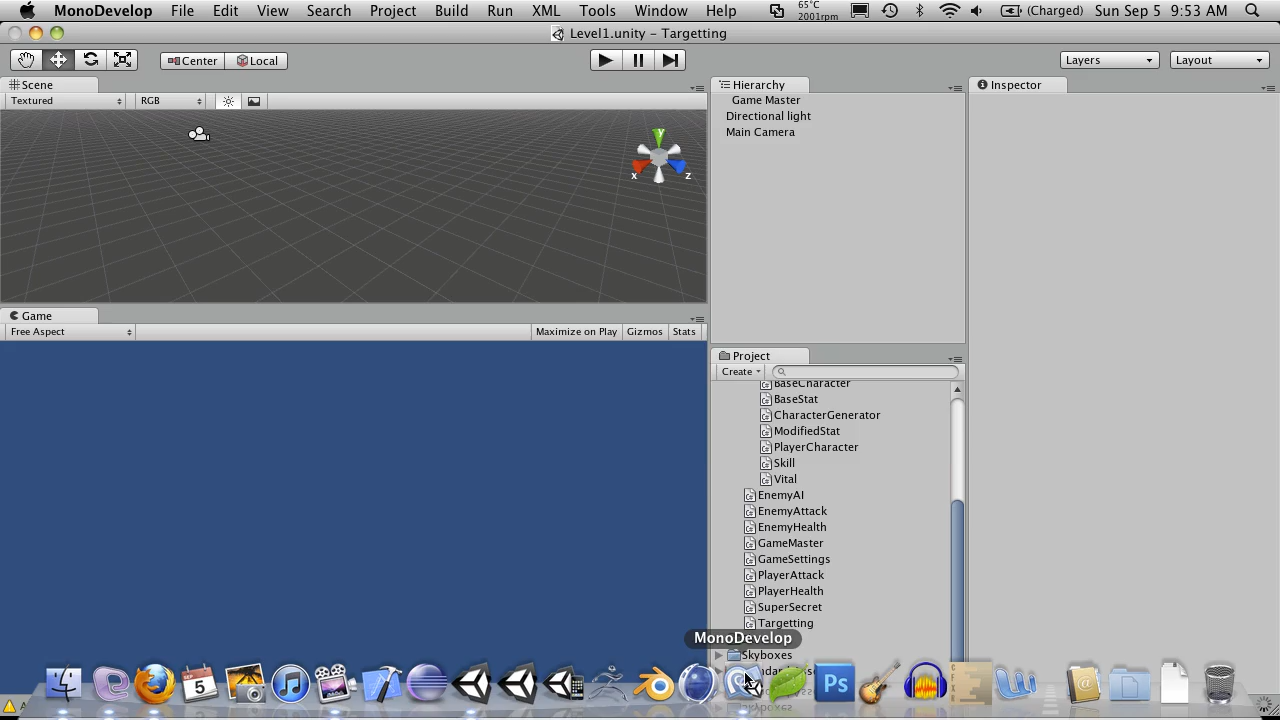 MonoDevelop File Edit View Search Project Build Run XML Tools Window Help 65°C 2001rpm (Charged) Sun Sep 5 9:53 AM
Level1.unity – Targetting
Center Local Layers Layout
Scene Hierarchy Inspector
Textured RGB
Game Master
Directional light
Main Camera
y
x z
Game
Free Aspect Maximize on Play Gizmos Stats
Project
Create
BaseCharacter
BaseStat
CharacterGenerator
ModifiedStat
PlayerCharacter
Skill
Vital
EnemyAI
EnemyAttack
EnemyHealth
GameMaster
GameSettings
PlayerAttack
PlayerHealth
SuperSecret
Targetting
MonoDevelop
Skyboxes
SEP
5
Ps